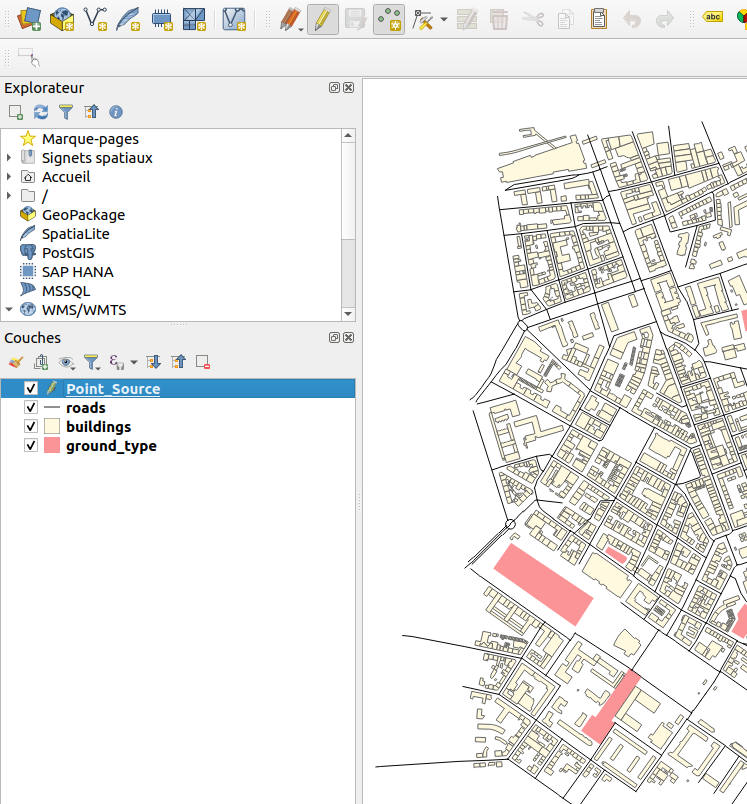 abc
Explorateur
Marque-pages
Signets spatiaux
Accueil
/
GeoPackage
SpatiaLite
PostGIS
SAP HANA
MSSQL
WMS/WMTS
Couches
Point_Source
roads
buildings
ground_type